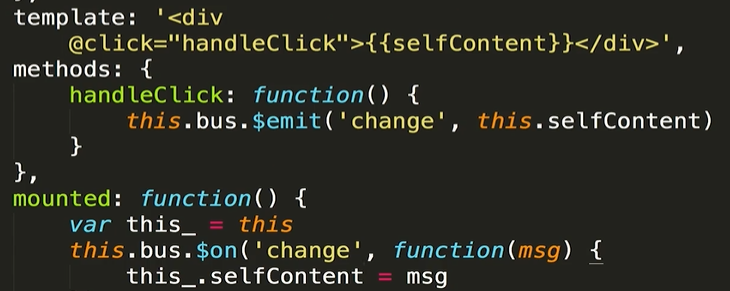 template: '<div
@click="handleClick">{{selfContent}}</div>',
methods: {
handleClick: function() {
this.bus.$emit('change', this.selfContent)
}
},
mounted: function() {
var this_ = this
this.bus.$on('change', function(msg) {
this_.selfContent = msg